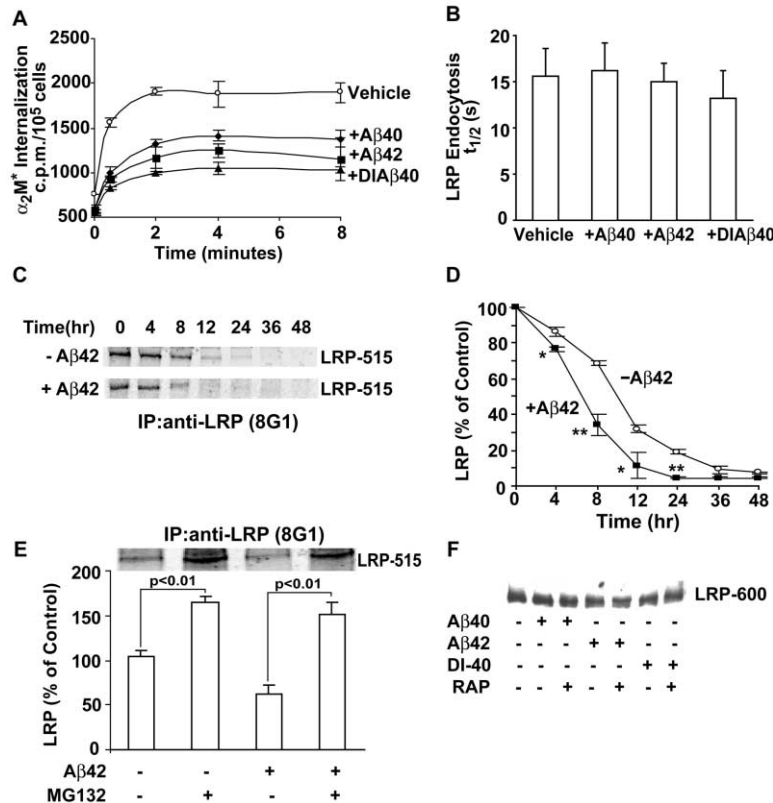 A
α2M* Internalization
c.p.m./10^5 cells
2500
2000
1500
1000
500
0 2 4 6 8
Time (minutes)
Vehicle
+Aβ40
+Aβ42
+DIAβ40
B
LRP Endocytosis
t1/2 (s)
20
15
10
5
0
Vehicle +Aβ40 +Aβ42 +DIAβ40
C
Time(hr) 0 4 8 12 24 36 48
- Aβ42 LRP-515
+ Aβ42 LRP-515
IP:anti-LRP (8G1)
D
LRP (% of Control)
100
80
60
40
20
0
0 4 8 12 24 36 48
Time (hr)
–Aβ42
+Aβ42
*
**
*
**
E
IP:anti-LRP (8G1)
LRP-515
LRP (% of Control)
200
150
100
50
0
p<0.01 p<0.01
Aβ42 - - + +
MG132 - + - +
F
LRP-600
Aβ40 - + + - - - -
Aβ42 - - - + + - -
DI-40 - - - - - + +
RAP - - + - + - +